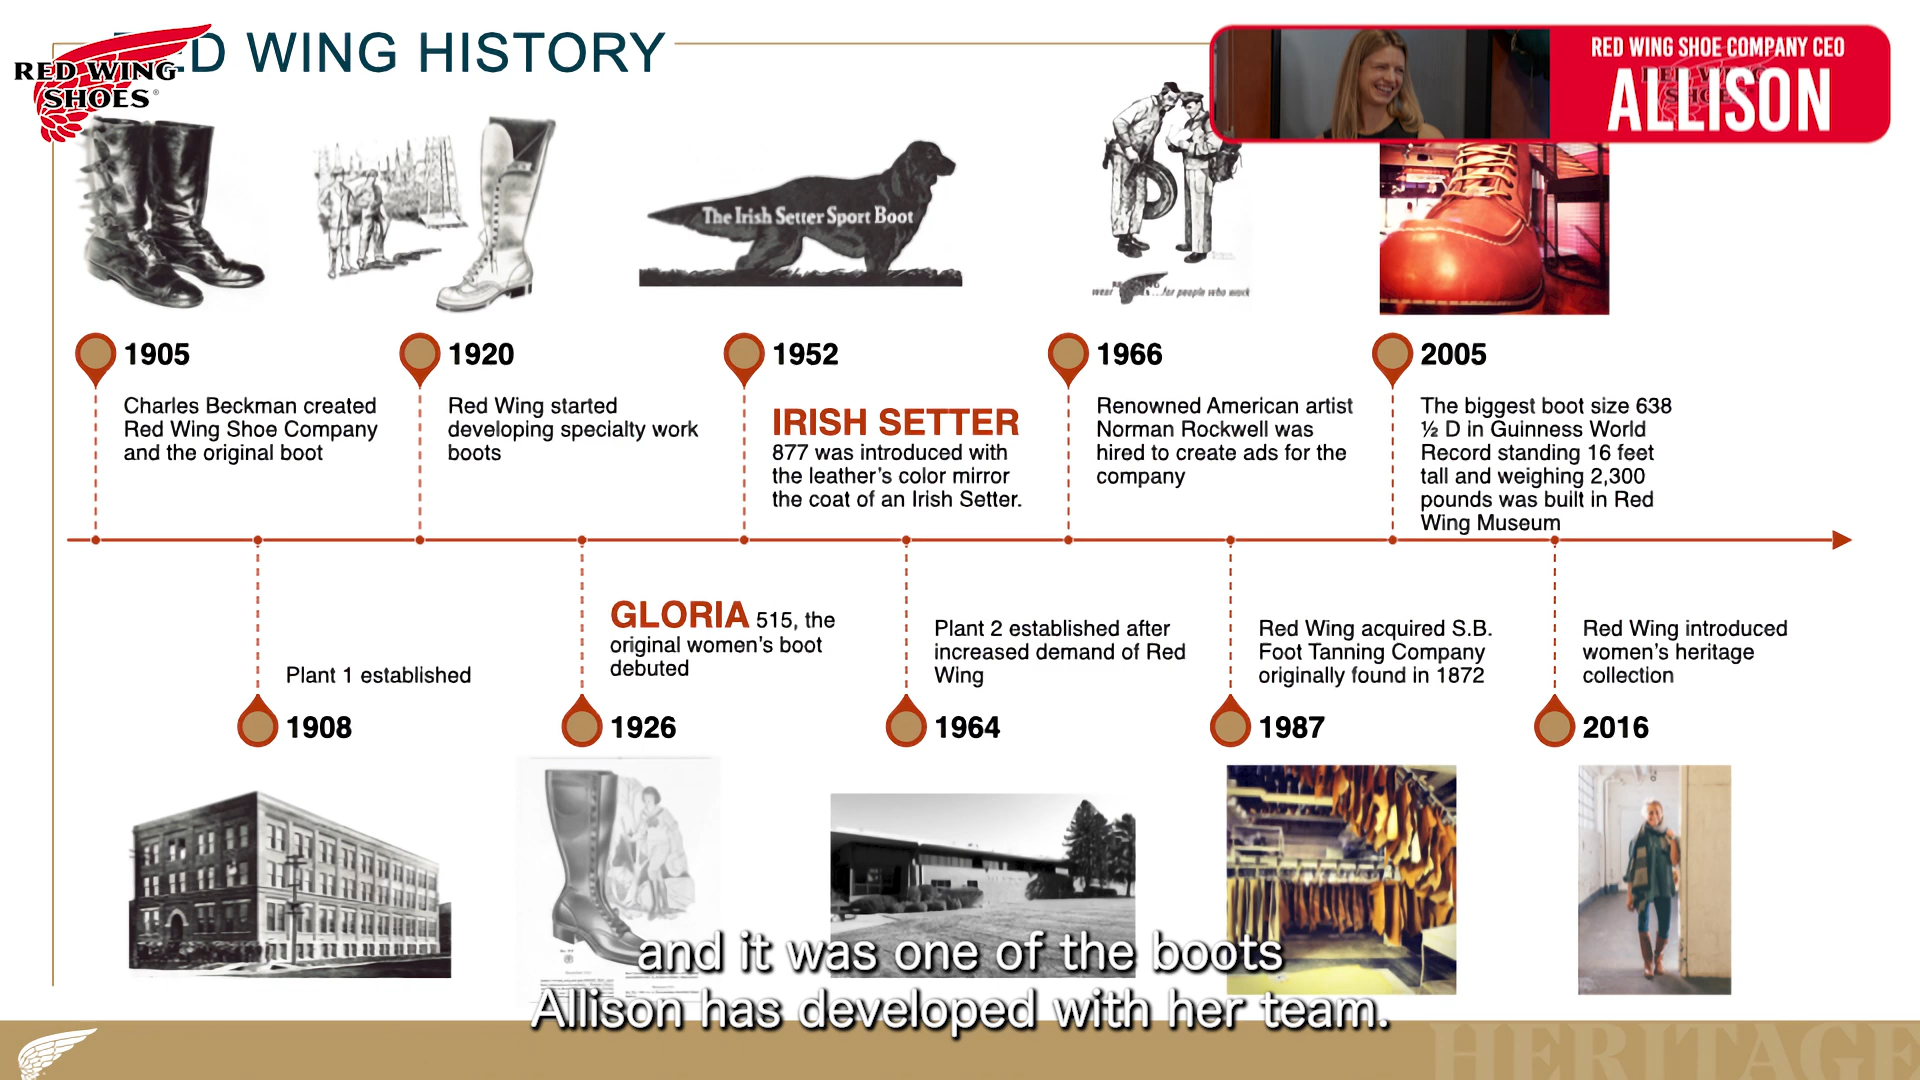 RED WING HISTORY
RED WING
SHOES®
RED WING SHOE COMPANY CEO
ALLISON
The Irish Setter Sport Boot
wear ...for people who work
1905
Charles Beckman created
Red Wing Shoe Company
and the original boot
1920
Red Wing started
developing specialty work
boots
1952
IRISH SETTER
877 was introduced with
the leather's color mirror
the coat of an Irish Setter.
1966
Renowned American artist
Norman Rockwell was
hired to create ads for the
company
2005
The biggest boot size 638
½ D in Guinness World
Record standing 16 feet
tall and weighing 2,300
pounds was built in Red
Wing Museum
Plant 1 established
1908
GLORIA 515, the
original women's boot
debuted
1926
Plant 2 established after
increased demand of Red
Wing
1964
Red Wing acquired S.B.
Foot Tanning Company
originally found in 1872
1987
Red Wing introduced
women's heritage
collection
2016
and it was one of the boots
Allison has developed with her team.
HERITAGE